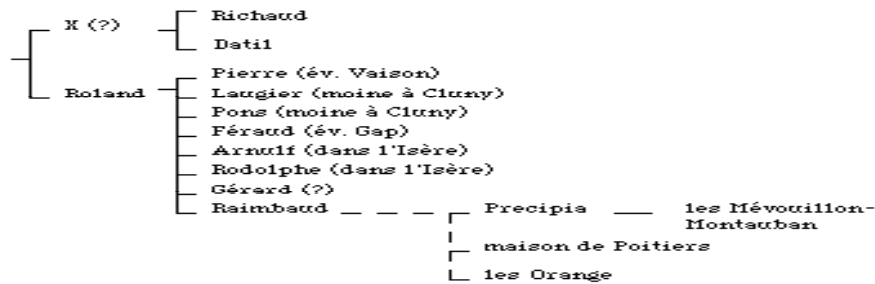 X (?)
Richaud
Datil
Roland
Pierre (év. Vaison)
Laugier (moine à Cluny)
Pons (moine à Cluny)
Féraud (év. Gap)
Arnulf (dans l'Isère)
Rodolphe (dans l'Isère)
Gérard (?)
Raimbaud
Precipia
les Mévouillon-
Montauban
maison de Poitiers
les Orange